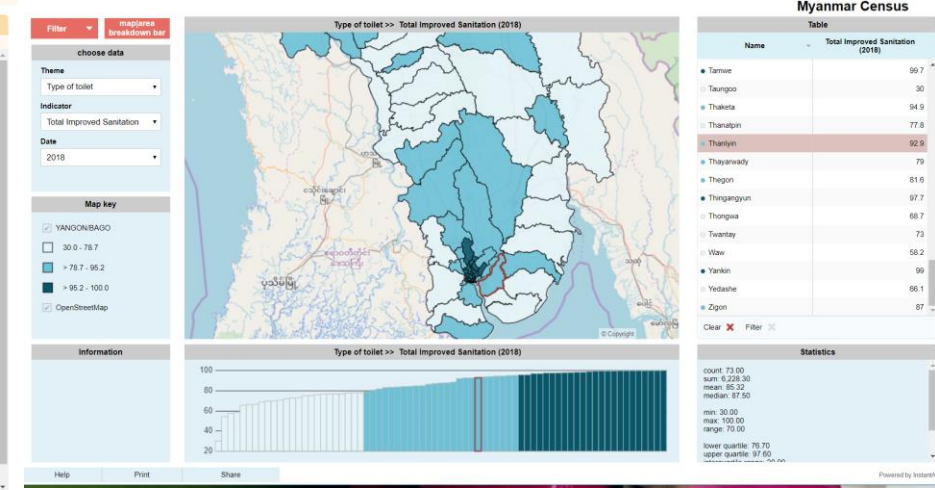 Myanmar Census
Filter
map|area
breakdown bar
choose data
Theme
Type of toilet
Indicator
Total Improved Sanitation
Date
2018
Map key
YANGON/BAGO
30.0 - 78.7
> 78.7 - 95.2
> 95.2 - 100.0
OpenStreetMap
Information
Type of toilet >> Total Improved Sanitation (2018)
© Copyright
Type of toilet >> Total Improved Sanitation (2018)
100
80
60
40
20
Table
Name
Total Improved Sanitation
(2018)
Tamwe 99.7
Taungoo 30
Thaketa 94.9
Thanatpin 77.8
Thanlyin 92.9
Thayarwady 79
Thegon 81.6
Thingangyun 97.7
Thongwa 68.7
Twantay 73
Waw 58.2
Yankin 99
Yedashe 66.1
Zigon 87
Clear
Filter
Statistics
count: 73.00
sum: 6,228.30
mean: 85.32
median: 87.50
min: 30.00
max: 100.00
range: 70.00
lower quartile: 76.70
upper quartile: 97.60
Help
Print
Share
Powered by InstantA